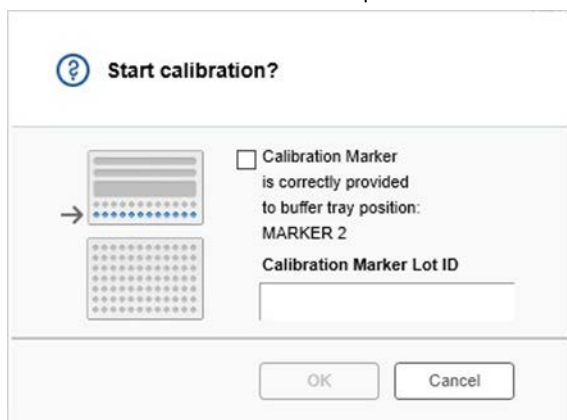 Start calibration?
Calibration Marker
is correctly provided
to buffer tray position:
MARKER 2
Calibration Marker Lot ID
OK
Cancel